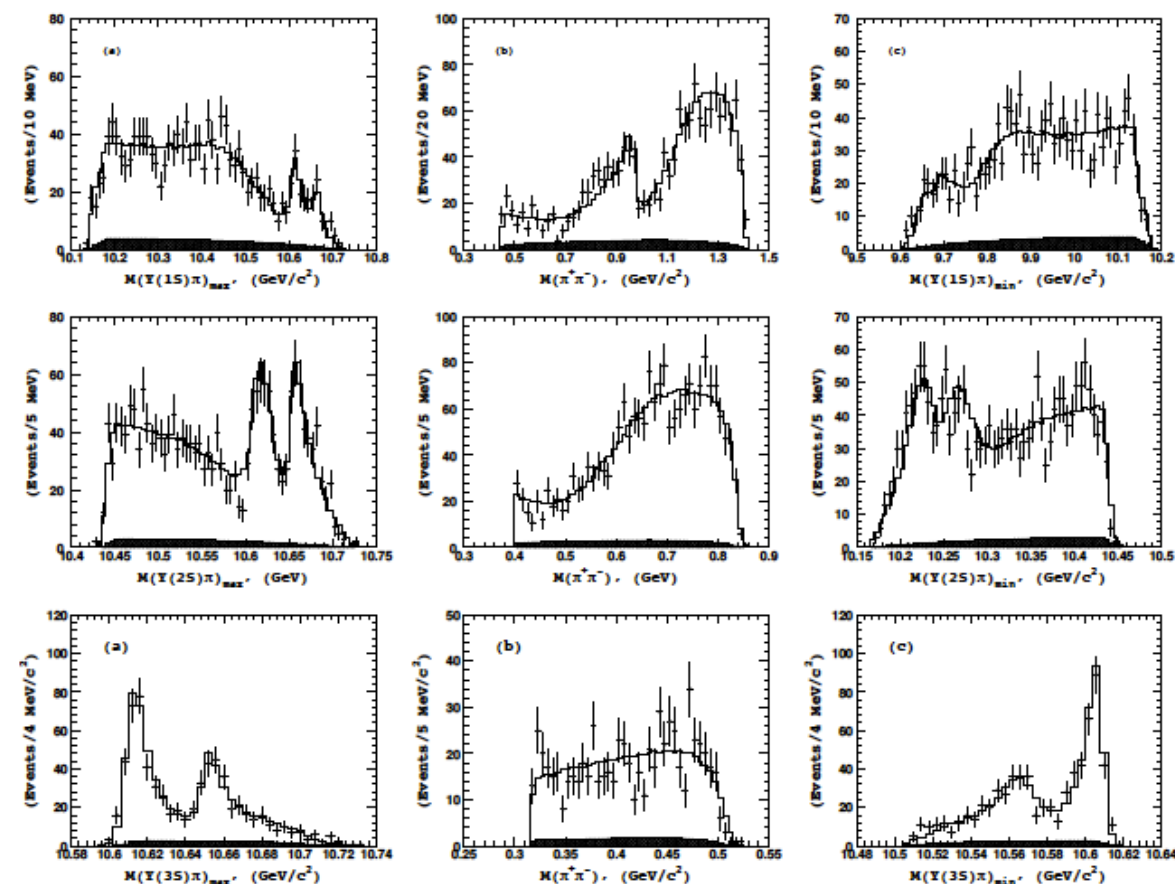 (a)
(Events/10 MeV)
0 20 40 60 80
10.1 10.2 10.3 10.4 10.5 10.6 10.7 10.8
M(Υ(1S)π)max, (GeV/c²)
(b)
(Events/20 MeV)
0 20 40 60 80 100
0.3 0.5 0.7 0.9 1.1 1.3 1.5
M(π⁺π⁻), (GeV/c²)
(c)
(Events/10 MeV)
0 10 20 30 40 50 60 70
9.5 9.6 9.7 9.8 9.9 10 10.1 10.2
M(Υ(1S)π)min, (GeV/c²)
(Events/5 MeV)
0 20 40 60 80
10.4 10.45 10.5 10.55 10.6 10.65 10.7 10.75
M(Υ(2S)π)max, (GeV)
(Events/5 MeV)
0 20 40 60 80 100
0.3 0.4 0.5 0.6 0.7 0.8 0.9
M(π⁺π⁻), (GeV)
(Events/5 MeV)
0 10 20 30 40 50 60 70
10.15 10.2 10.25 10.3 10.35 10.4 10.45 10.5
M(Υ(2S)π)min, (GeV/c²)
(a)
(Events/4 MeV/c²)
0 20 40 60 80 100 120
10.58 10.6 10.62 10.64 10.66 10.68 10.7 10.72 10.74
M(Υ(3S)π)max, (GeV/c²)
(b)
(Events/5 MeV/c²)
0 10 20 30 40 50
0.25 0.3 0.35 0.4 0.45 0.5 0.55
M(π⁺π⁻), (GeV/c²)
(c)
(Events/4 MeV/c²)
0 20 40 60 80 100 120
10.48 10.5 10.52 10.54 10.56 10.58 10.6 10.62 10.64
M(Υ(3S)π)min, (GeV/c²)